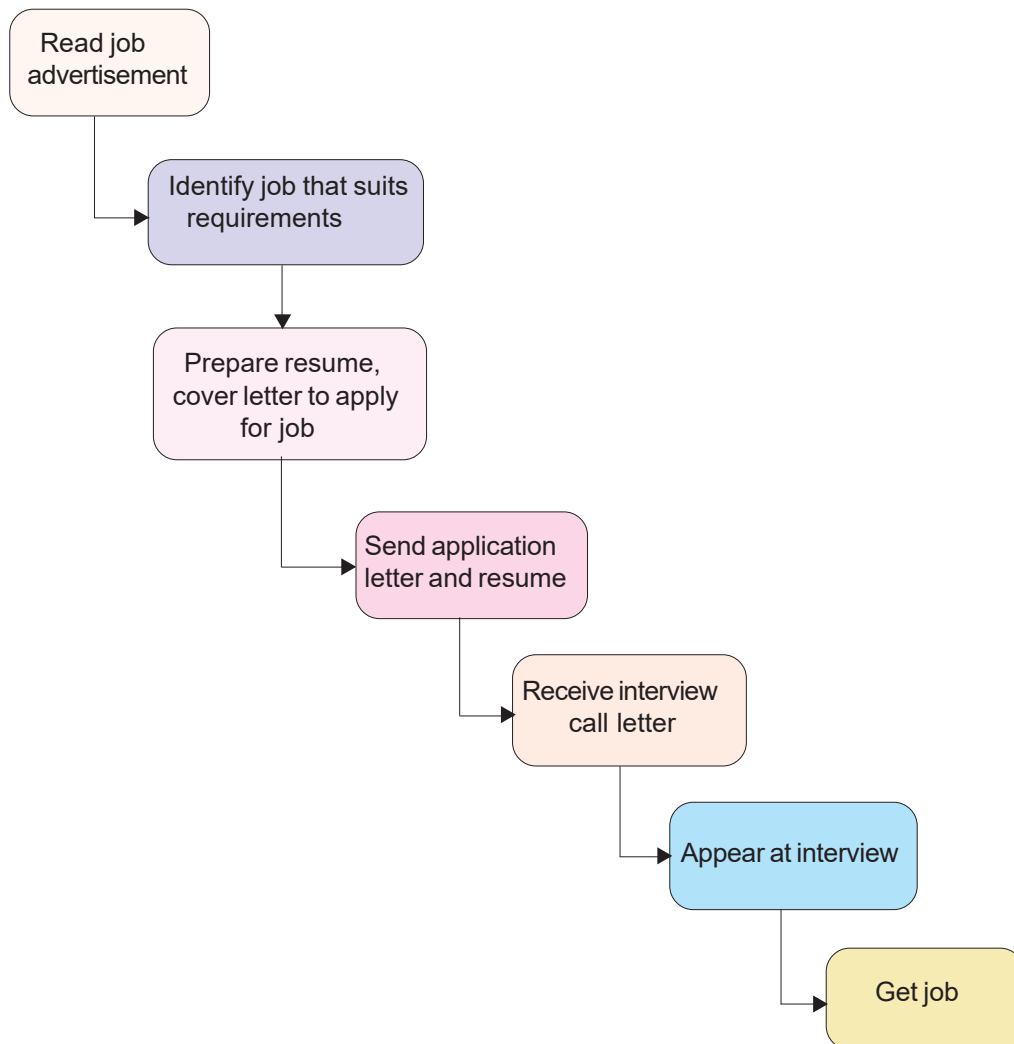 Read job
advertisement
Identify job that suits
requirements
Prepare resume,
cover letter to apply
for job
Send application
letter and resume
Receive interview
call letter
Appear at interview
Get job